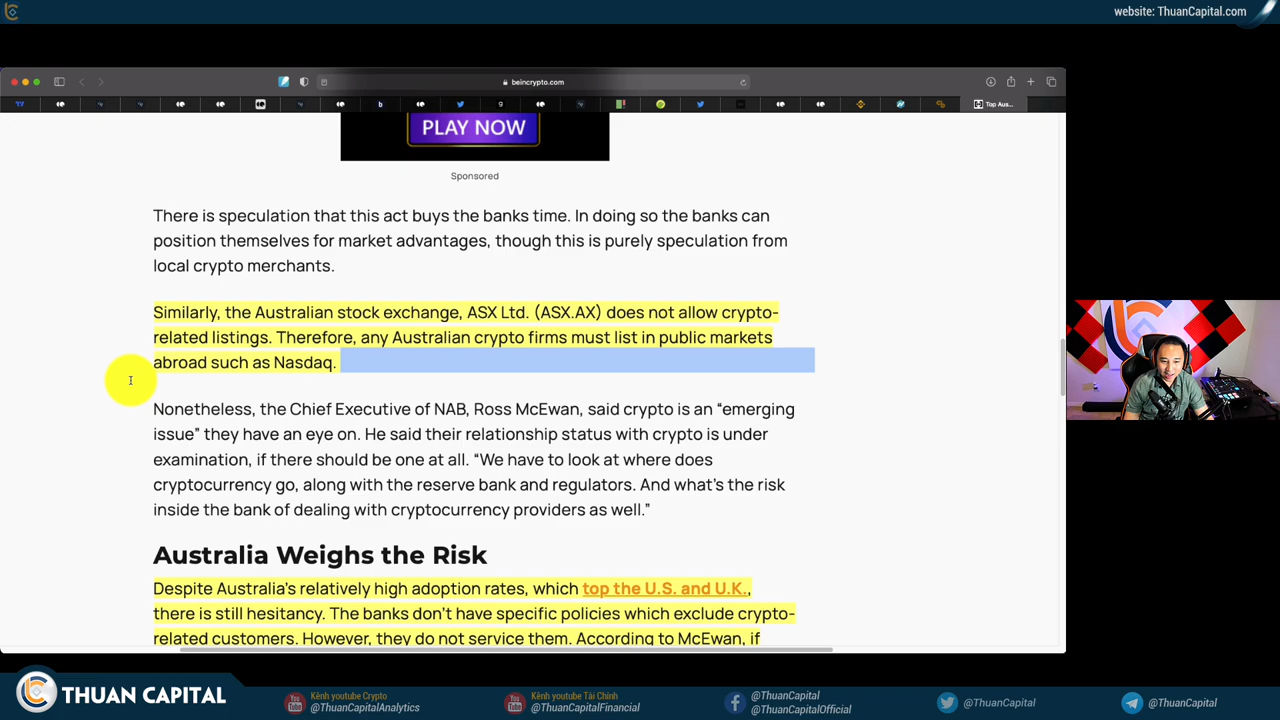 website: ThuanCapital.com
beincrypto.com
Top Aus...
PLAY NOW
Sponsored
There is speculation that this act buys the banks time. In doing so the banks can
position themselves for market advantages, though this is purely speculation from
local crypto merchants.
Similarly, the Australian stock exchange, ASX Ltd. (ASX.AX) does not allow crypto-
related listings. Therefore, any Australian crypto firms must list in public markets
abroad such as Nasdaq.
Nonetheless, the Chief Executive of NAB, Ross McEwan, said crypto is an “emerging
issue” they have an eye on. He said their relationship status with crypto is under
examination, if there should be one at all. “We have to look at where does
cryptocurrency go, along with the reserve bank and regulators. And what’s the risk
inside the bank of dealing with cryptocurrency providers as well.”
Australia Weighs the Risk
Despite Australia’s relatively high adoption rates, which top the U.S. and U.K.,
there is still hesitancy. The banks don’t have specific policies which exclude crypto-
related customers. However, they do not service them. According to McEwan, if
THUAN CAPITAL
Kênh youtube Crypto
@ThuanCapitalAnalytics
Kênh youtube Tài Chính
@ThuanCapitalFinancial
@ThuanCapital
@ThuanCapitalOfficial
@ThuanCapital
@ThuanCapital